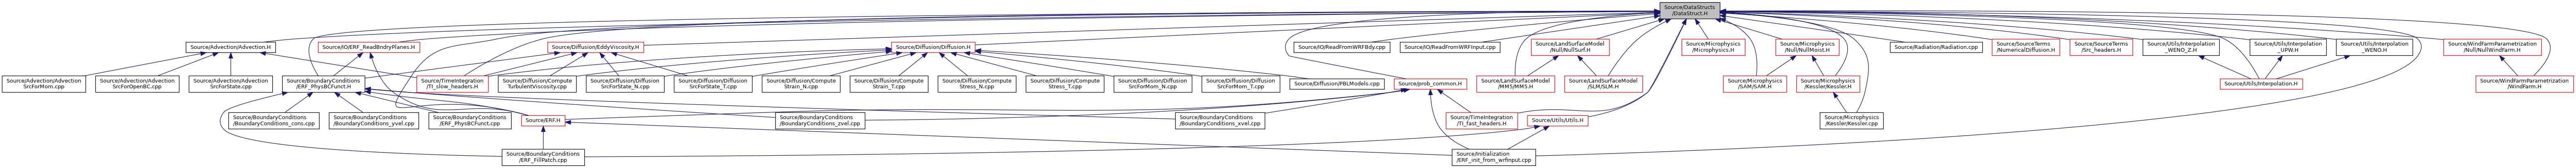 Source/DataStructs
/DataStruct.H
Source/Advection/Advection.H
Source/IO/ERF_ReadBndryPlanes.H
Source/Diffusion/EddyViscosity.H
Source/Diffusion/Diffusion.H
Source/IO/ReadFromWRFBdy.cpp
Source/IO/ReadFromWRFInput.cpp
Source/LandSurfaceModel
/Null/NullSurf.H
Source/Microphysics
/Microphysics.H
Source/Microphysics
/Null/NullMoist.H
Source/Radiation/Radiation.cpp
Source/SourceTerms
/NumericalDiffusion.H
Source/SourceTerms
/Src_headers.H
Source/Utils/Interpolation
_WENO_Z.H
Source/Utils/Interpolation
_UPW.H
Source/Utils/Interpolation
_WENO.H
Source/WindFarmParametrization
/Null/NullWindFarm.H
Source/Advection/Advection
SrcForMom.cpp
Source/Advection/Advection
SrcForOpenBC.cpp
Source/Advection/Advection
SrcForState.cpp
Source/BoundaryConditions
/ERF_PhysBCFunct.H
Source/TimeIntegration
/TI_slow_headers.H
Source/Diffusion/Compute
TurbulentViscosity.cpp
Source/Diffusion/Diffusion
SrcForState_N.cpp
Source/Diffusion/Diffusion
SrcForState_T.cpp
Source/Diffusion/Compute
Strain_N.cpp
Source/Diffusion/Compute
Strain_T.cpp
Source/Diffusion/Compute
Stress_N.cpp
Source/Diffusion/Compute
Stress_T.cpp
Source/Diffusion/Diffusion
SrcForMom_N.cpp
Source/Diffusion/Diffusion
SrcForMom_T.cpp
Source/Diffusion/PBLModels.cpp
Source/prob_common.H
Source/LandSurfaceModel
/MM5/MM5.H
Source/LandSurfaceModel
/SLM/SLM.H
Source/Microphysics
/SAM/SAM.H
Source/Microphysics
/Kessler/Kessler.H
Source/Utils/Interpolation.H
Source/WindFarmParametrization
/WindFarm.H
Source/BoundaryConditions
/BoundaryConditions_cons.cpp
Source/BoundaryConditions
/BoundaryConditions_yvel.cpp
Source/BoundaryConditions
/ERF_PhysBCFunct.cpp
Source/ERF.H
Source/BoundaryConditions
/BoundaryConditions_zvel.cpp
Source/BoundaryConditions
/BoundaryConditions_xvel.cpp
Source/TimeIntegration
/TI_fast_headers.H
Source/Utils/Utils.H
Source/Microphysics
/Kessler/Kessler.cpp
Source/BoundaryConditions
/ERF_FillPatch.cpp
Source/Initialization
/ERF_init_from_wrfinput.cpp